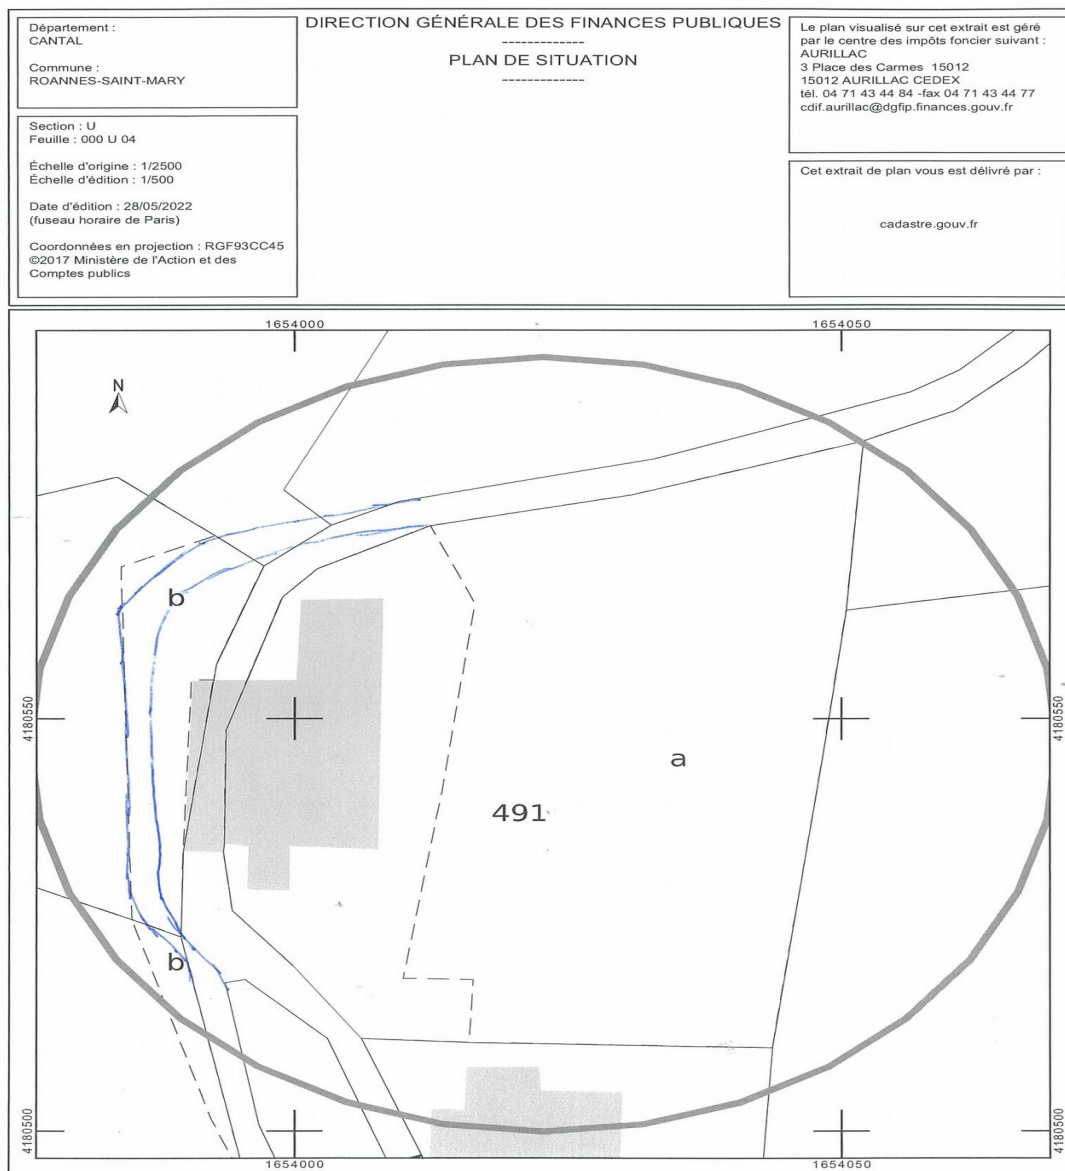 Département :
CANTAL
Commune :
ROANNES-SAINT-MARY
Section : U
Feuille : 000 U 04
Échelle d'origine : 1/2500
Échelle d'édition : 1/500
Date d'édition : 28/05/2022
(fuseau horaire de Paris)
Coordonnées en projection : RGF93CC45
©2017 Ministère de l'Action et des
Comptes publics
DIRECTION GÉNÉRALE DES FINANCES PUBLIQUES
-------------
PLAN DE SITUATION
-------------
Le plan visualisé sur cet extrait est géré
par le centre des impôts foncier suivant :
AURILLAC
3 Place des Carmes 15012
15012 AURILLAC CEDEX
tél. 04 71 43 44 84 -fax 04 71 43 44 77
cdif.aurillac@dgfip.finances.gouv.fr
Cet extrait de plan vous est délivré par :
cadastre.gouv.fr
1654000
1654050
N
b
4180550
4180550
a
491
b
4180500
4180500
1654000
1654050